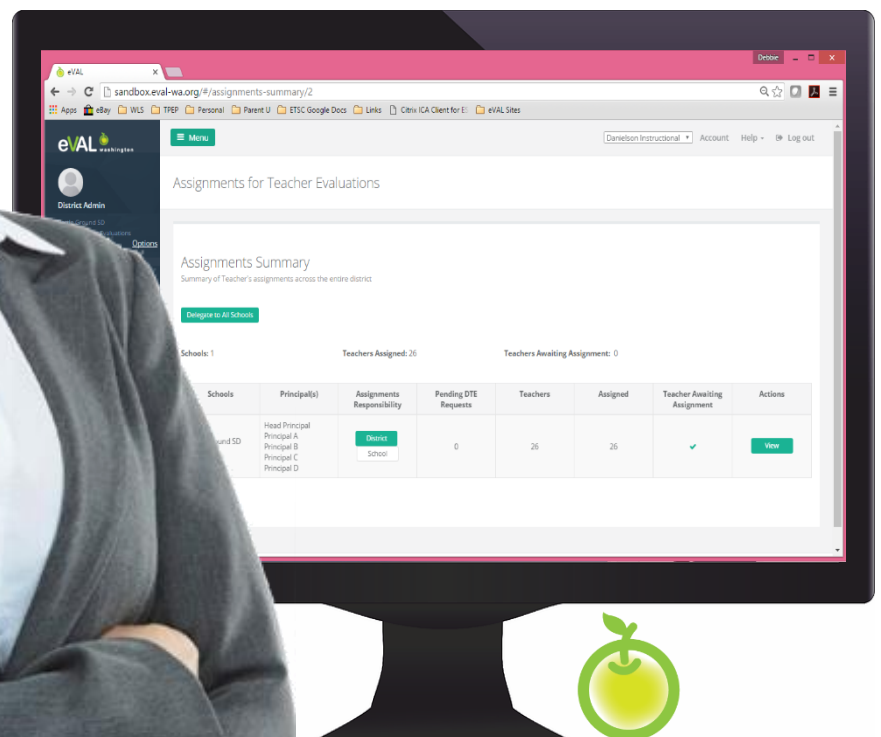 Debbie
eVAL
sandbox.eval-wa.org/#/assignments-summary/2
Apps eBay WLS TPEP Personal Parent U ETSC Google Docs Links Citrix ICA Client for E eVAL Sites
eVAL washington
Menu
Danielson Instructional Account Help Log out
District Admin
Ground SD
Options
Assignments for Teacher Evaluations
Assignments Summary
Summary of Teacher's assignments across the entire district
Delegate to All Schools
Schools: 1 Teachers Assigned: 26 Teachers Awaiting Assignment: 0
Schools Principal(s) Assignments Responsibility Pending DTE Requests Teachers Assigned Teacher Awaiting Assignment Actions
Head Principal
Principal A
Principal B
Principal C
Principal D
ound SD
District
School
0 26 26 View